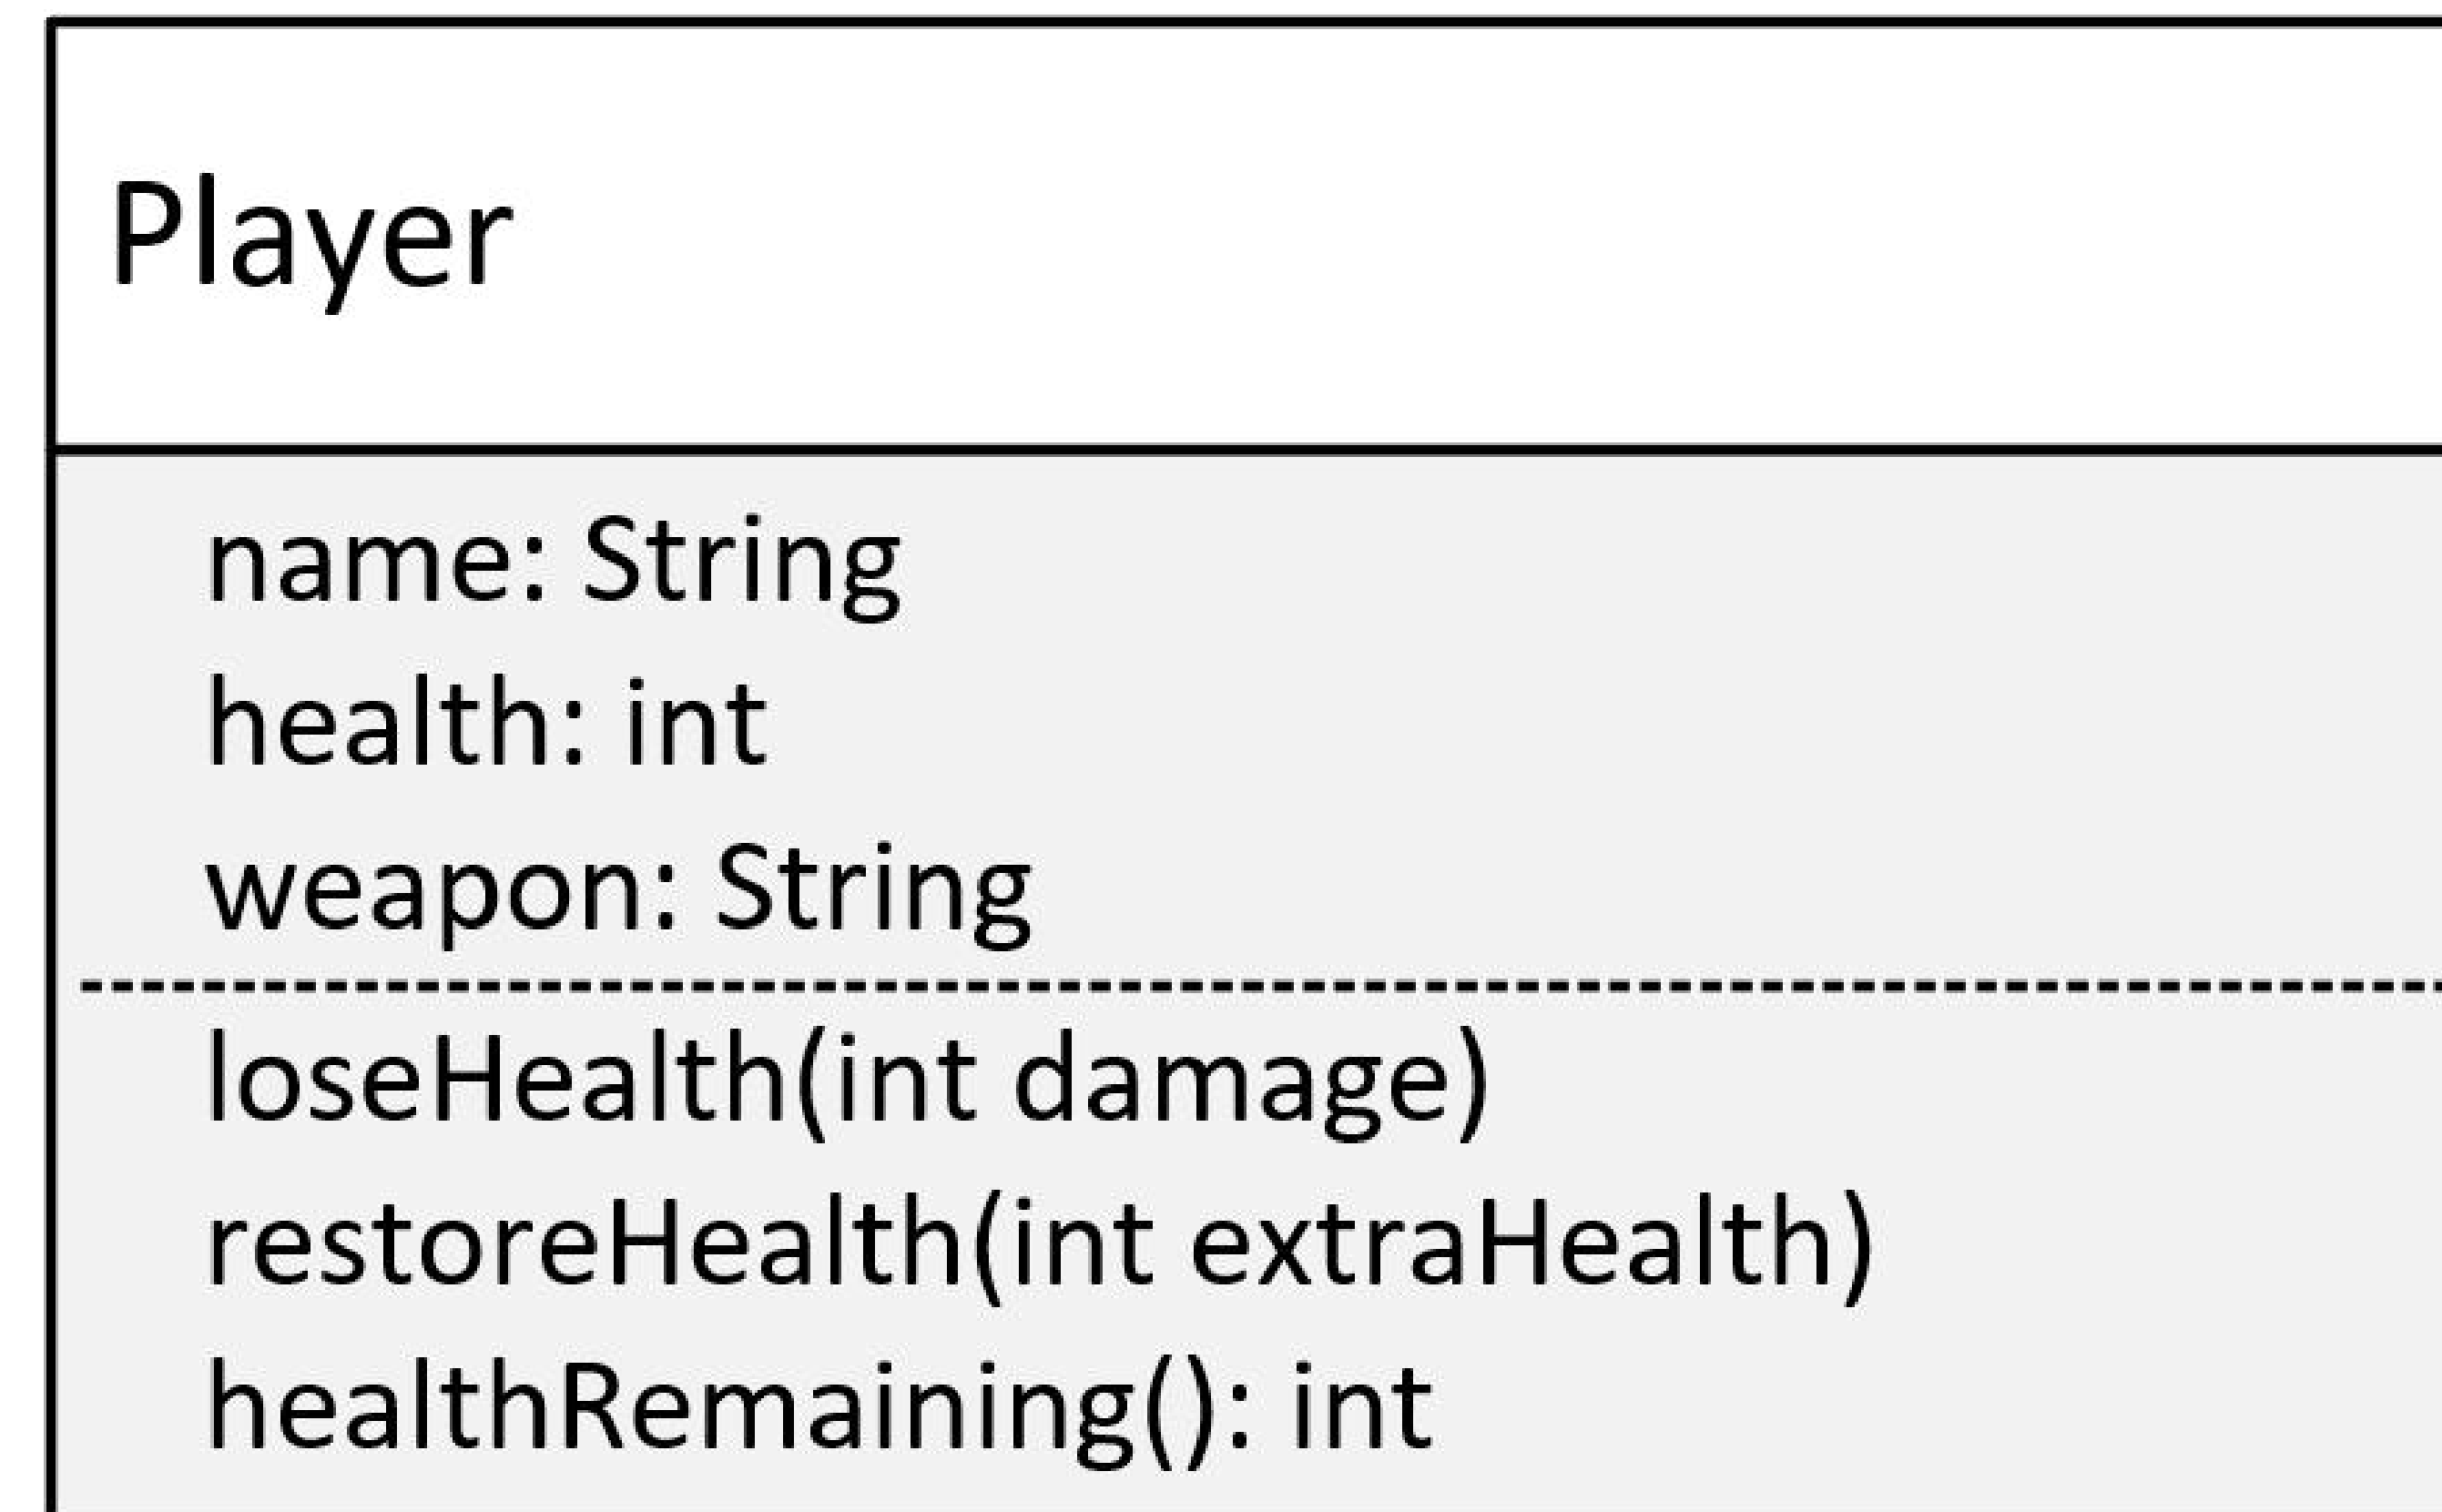 Player
name: String
health: int
weapon: String
loseHealth(int damage)
restoreHealth(int extraHealth)
healthRemaining(): int